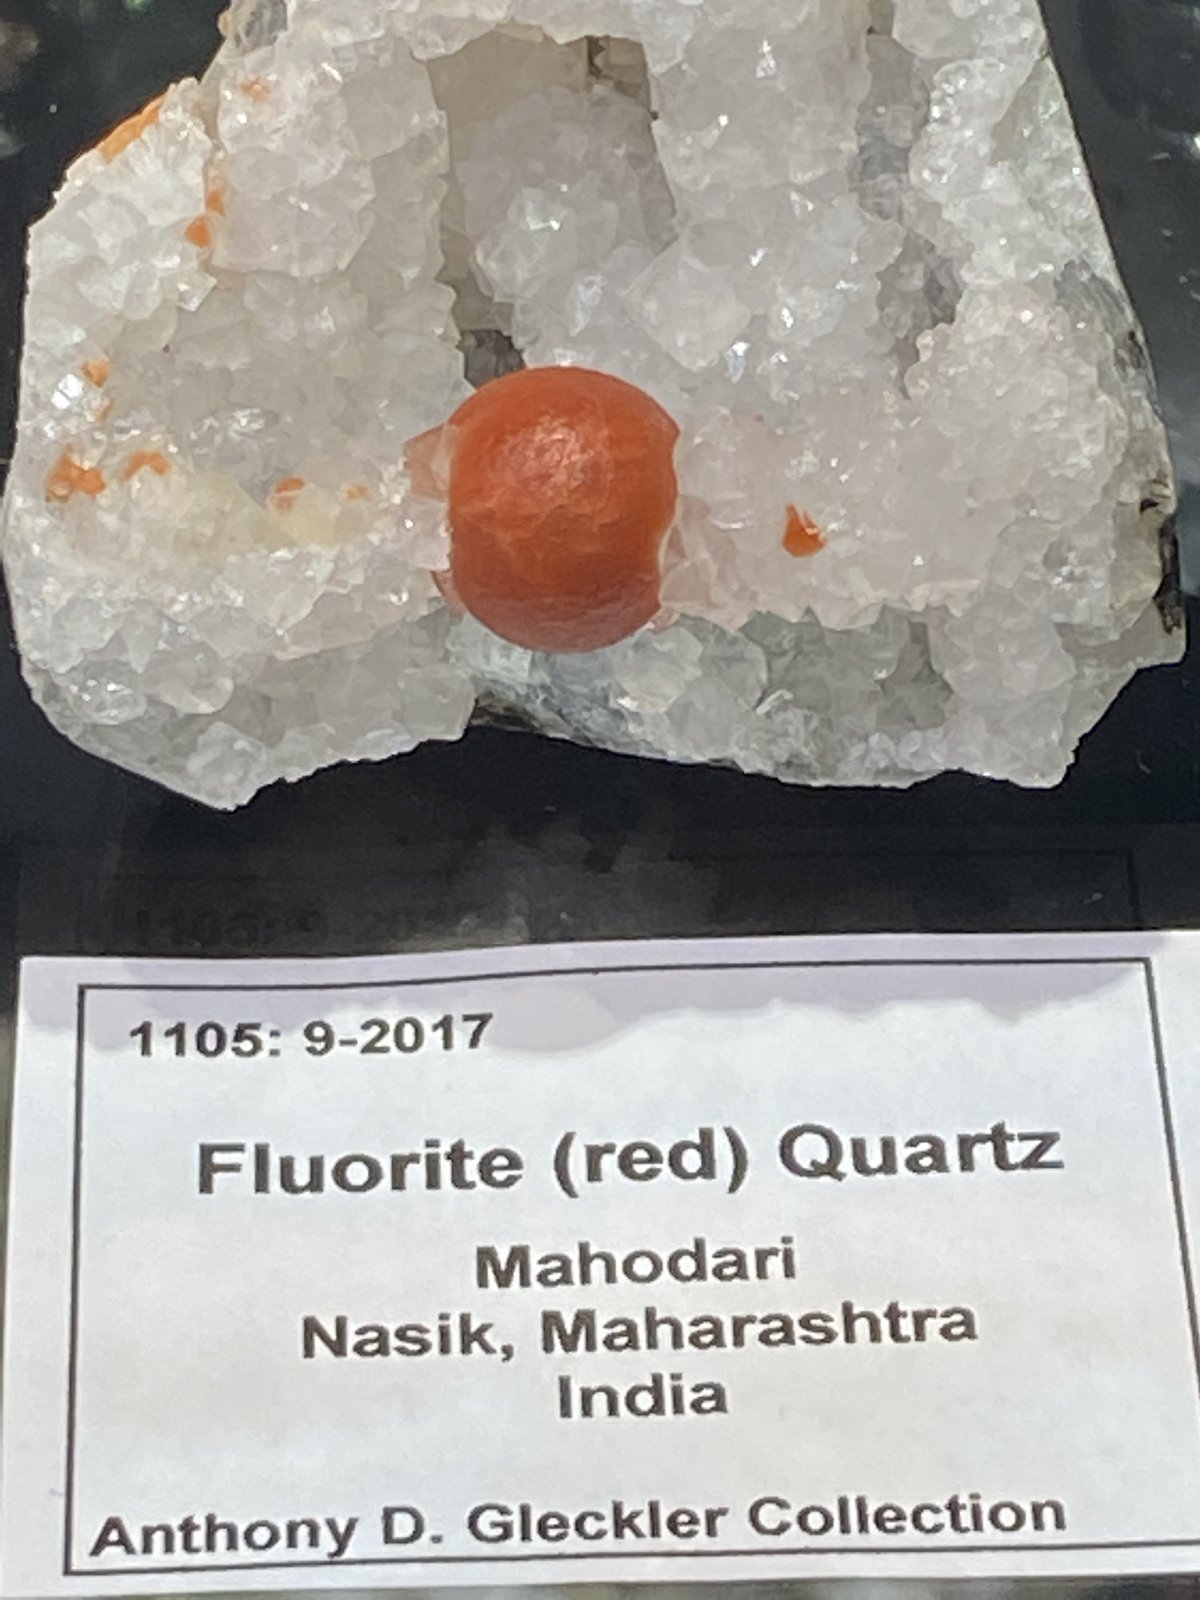 1105: 9-2017
Fluorite (red) Quartz
Mahodari
Nasik, Maharashtra
India
Anthony D. Gleckler Collection